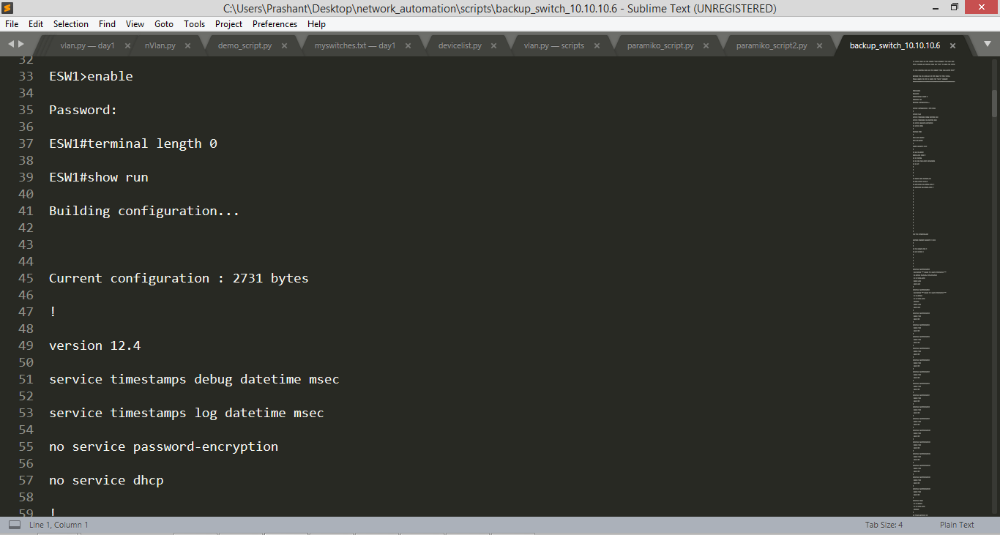 C:\Users\Prashant\Desktop\network_automation\scripts\backup_switch_10.10.10.6 - Sublime Text (UNREGISTERED)
File Edit Selection Find View Goto Tools Project Preferences Help
vlan.py — day1 nVlan.py demo_script.py myswitches.txt — day1 devicelist.py vlan.py — scripts paramiko_script.py paramiko_script2.py backup_switch_10.10.10.6
32
33 ESW1>enable
34
35 Password:
36
37 ESW1#terminal length 0
38
39 ESW1#show run
40
41 Building configuration...
42
43
44
45 Current configuration : 2731 bytes
46
47 !
48
49 version 12.4
50
51 service timestamps debug datetime msec
52
53 service timestamps log datetime msec
54
55 no service password-encryption
56
57 no service dhcp
58
59 !
Line 1, Column 1 Tab Size: 4 Plain Text